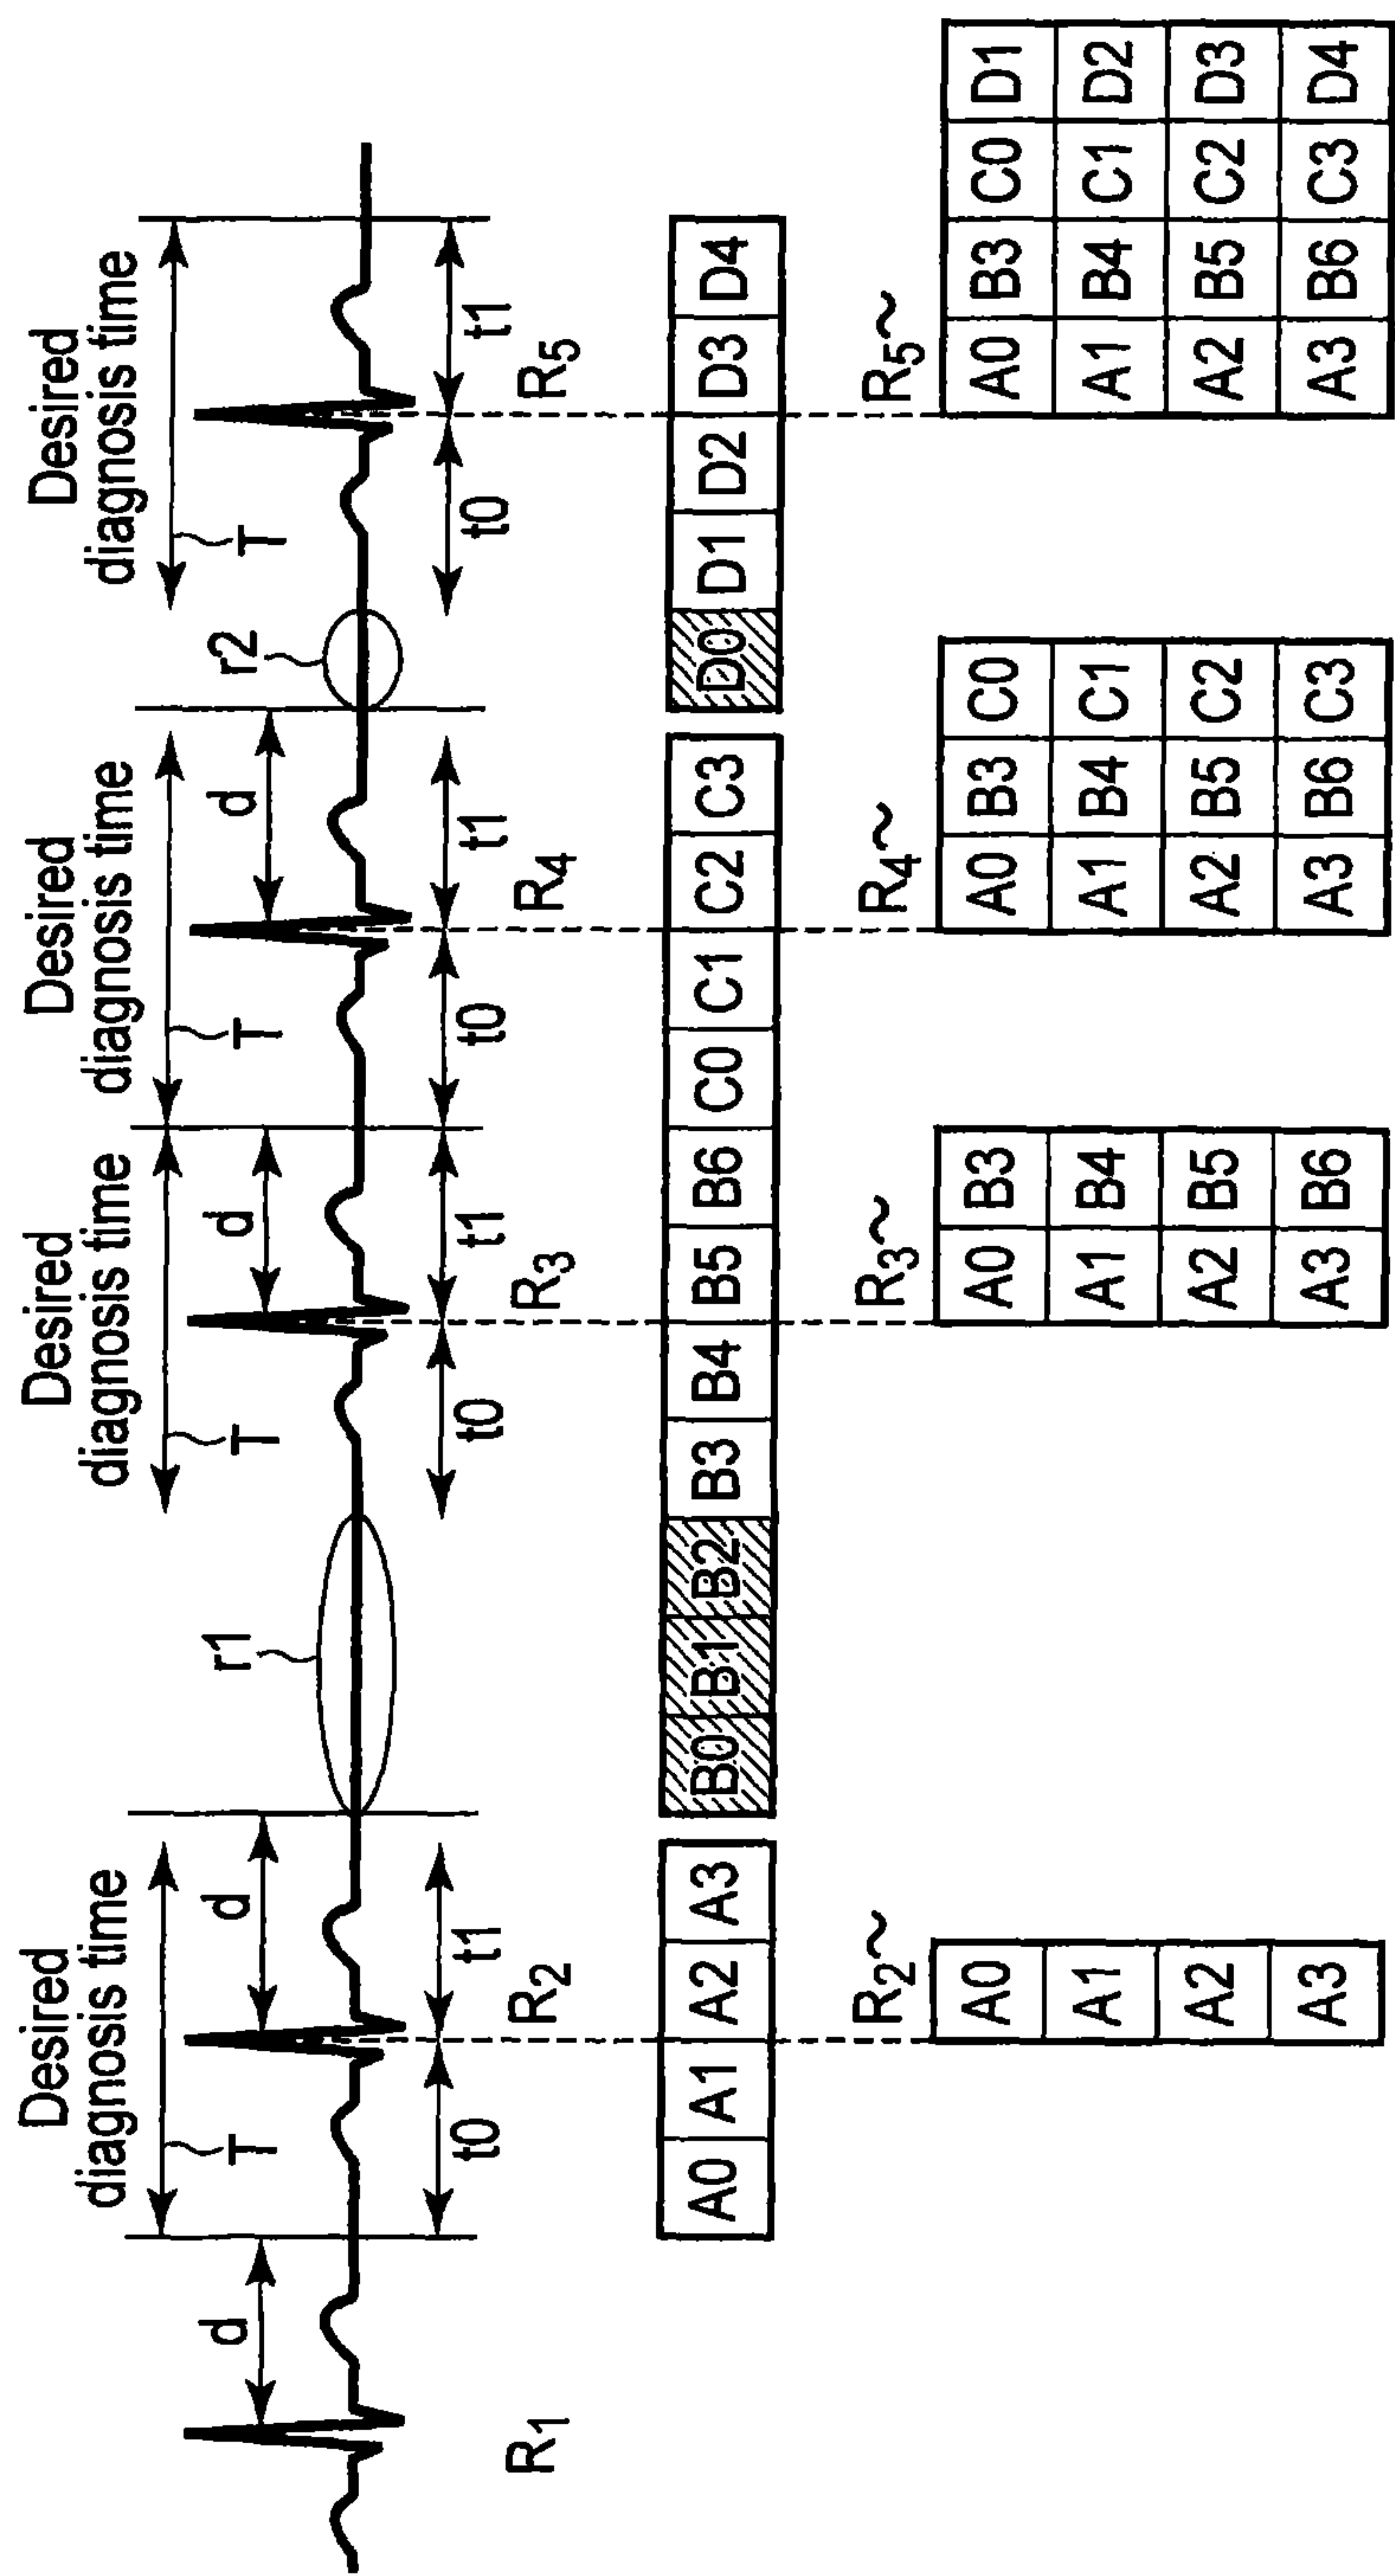 Desired
diagnosis time
Desired
diagnosis time
Desired
diagnosis time
Desired
diagnosis time
T
T
T
T
d
d
r1
d
d
r2
t0
t1
t0
t1
t0
t1
t0
t1
R1
R2
R3
R4
R5
A0 A1 A2 A3
B0 B1 B2 B3 B4 B5 B6 C0 C1 C2 C3
D0 D1 D2 D3 D4
R2~
R3~
R4~
R5~
A0
A1
A2
A3
A0 B3
A1 B4
A2 B5
A3 B6
A0 B3 C0
A1 B4 C1
A2 B5 C2
A3 B6 C3
A0 B3 C0 D1
A1 B4 C1 D2
A2 B5 C2 D3
A3 B6 C3 D4